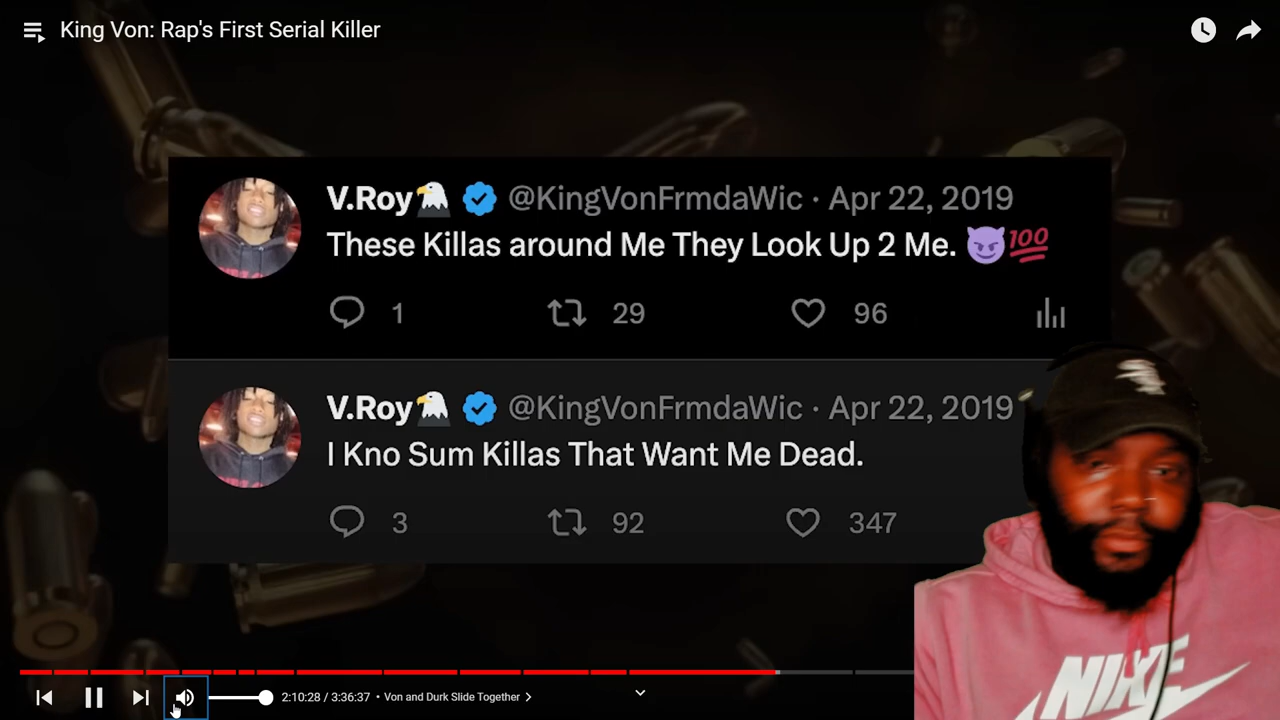 King Von: Rap's First Serial Killer
V.Roy🦅 @KingVonFrmdaWic · Apr 22, 2019
These Killas around Me They Look Up 2 Me. 😈💯
1 29 96
V.Roy🦅 @KingVonFrmdaWic · Apr 22, 2019
I Kno Sum Killas That Want Me Dead.
3 92 347
NIKE
2:10:28 / 3:36:37 • Von and Durk Slide Together >